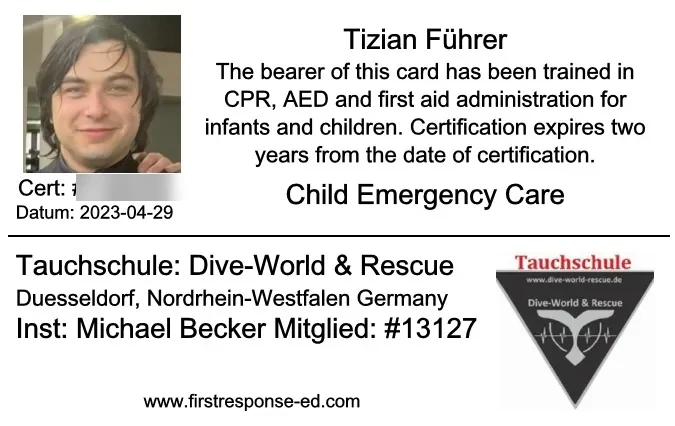 Tizian Führer
The bearer of this card has been trained in
CPR, AED and first aid administration for
infants and children. Certification expires two
years from the date of certification.
Cert: #
Datum: 2023-04-29
Child Emergency Care
Tauchschule: Dive-World & Rescue
Duesseldorf, Nordrhein-Westfalen Germany
Inst: Michael Becker Mitglied: #13127
Tauchschule
www.dive-world-rescue.de
Dive-World & Rescue
www.firstresponse-ed.com